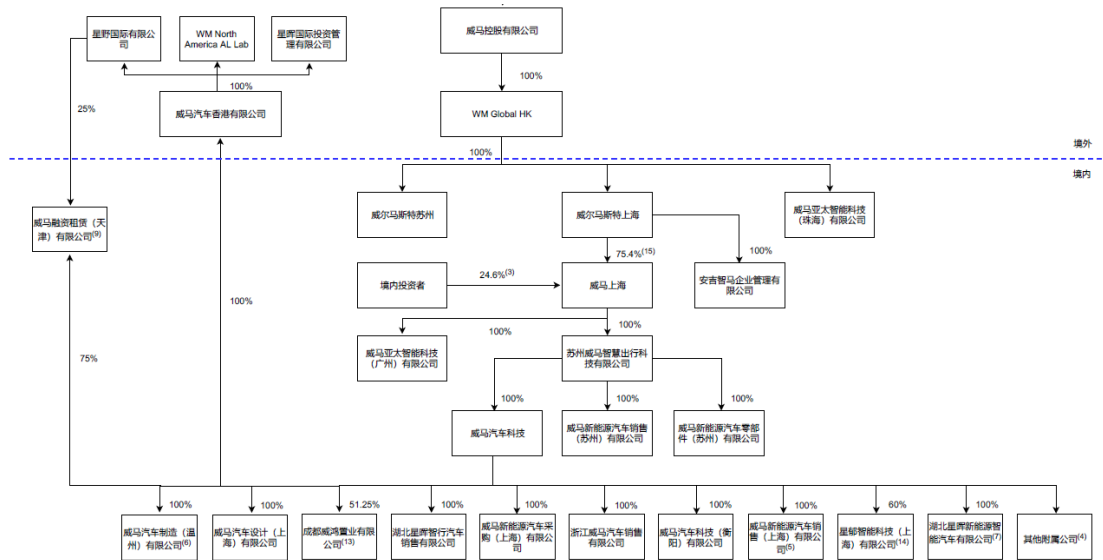 星野国际有限公
司
WM North
America AL Lab
星晖国际投资管
理有限公司
威马控股有限公司
100%
100%
25%
威马汽车香港有限公司
WM Global HK
境外
100%
境内
威马融资租赁（天
津）有限公司(9)
威尔马斯特苏州
威尔马斯特上海
威马亚太智能科技
（珠海）有限公司
75.4%(15)
100%
境内投资者
24.6%(3)
威马上海
安吉智马企业管理有
限公司
100%
100%
100%
75%
威马亚太智能科技
（广州）有限公司
苏州威马智慧出行科
技有限公司
100%
100%
100%
威马汽车科技
威马新能源汽车销售
（苏州）有限公司
威马新能源汽车零部
件（苏州）有限公司
100%
100%
51.25%
100%
100%
100%
100%
100%
60%
100%
威马汽车制造（温
州）有限公司(6)
威马汽车设计（上
海）有限公司
成都威鸿置业有限公
司(13)
湖北星晖智行汽车
销售有限公司
威马新能源汽车采
购（上海）有限公
司
浙江威马汽车销售有
限公司
威马汽车科技（衡
阳）有限公司
威马新能源汽车销
售（上海）有限公
司(5)
星郁智能科技（上
海）有限公司(14)
湖北星晖新能源智
能汽车有限公司(7)
其他附属公司(4)